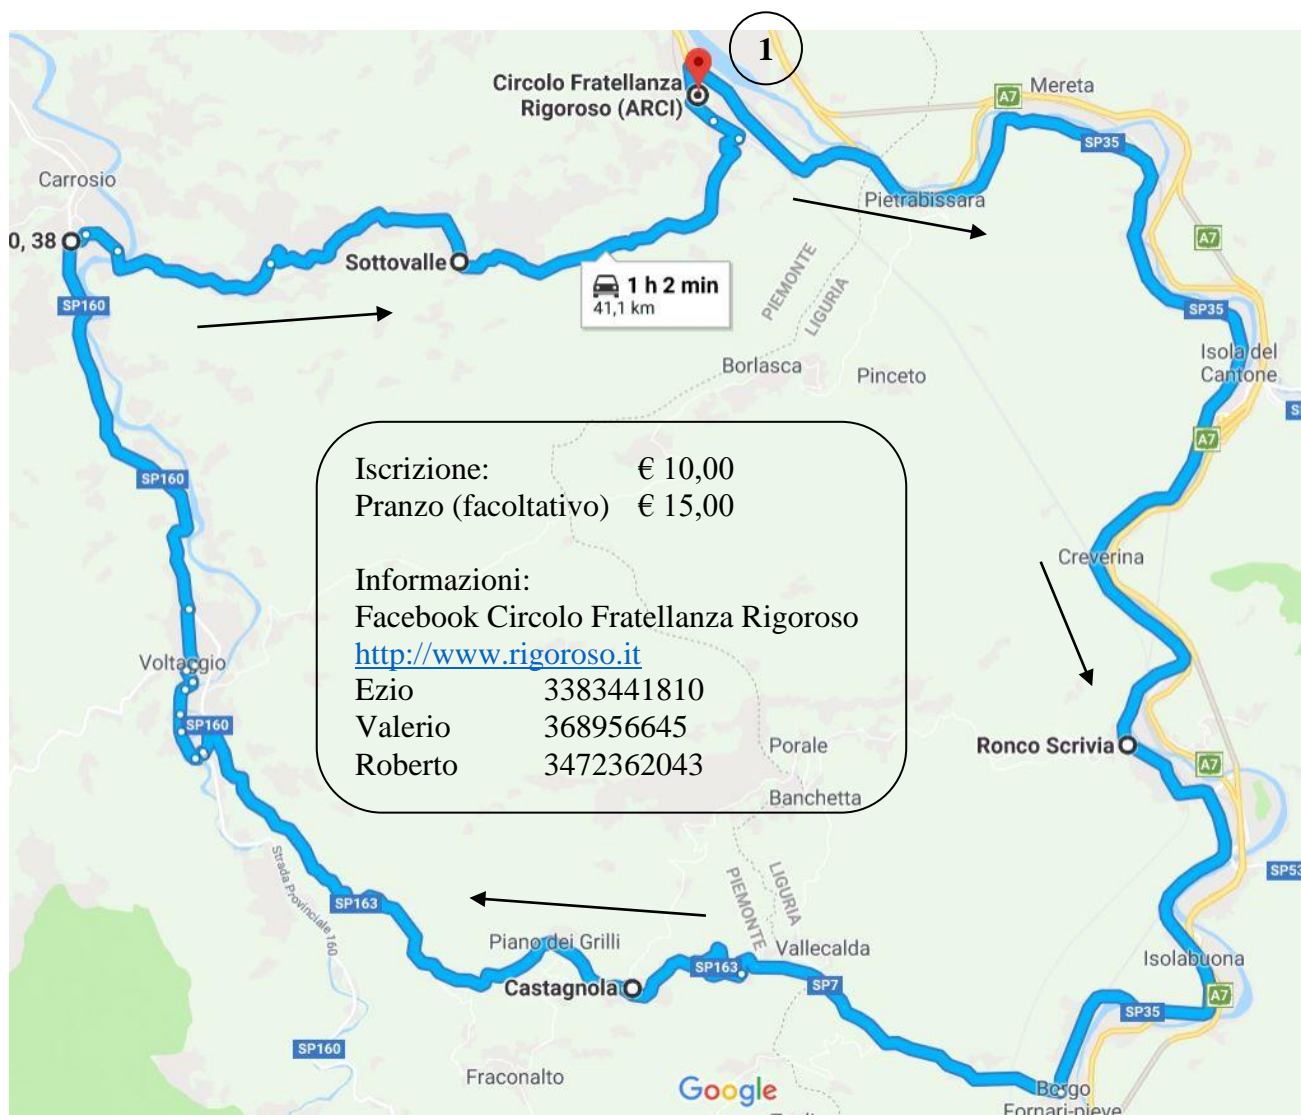 1
Circolo Fratellanza
Rigoroso (ARCI)
A7
Mereta
SP35
Carrosio
Pietrabissara
0, 38
Sottovalle
A7
1 h 2 min
41,1 km
PIEMONTE
LIGURIA
SP160
SP35
Isola del
Cantone
Borlasca
Pinceto
S
A7
Iscrizione: € 10,00
Pranzo (facoltativo) € 15,00
Informazioni:
Facebook Circolo Fratellanza Rigoroso
http://www.rigoroso.it
Ezio 3383441810
Valerio 368956645
Roberto 3472362043
SP160
Creverina
Voltaggio
SP160
Porale
Ronco Scrivia
A7
Banchetta
Strada Provinciale 160
PIEMONTE
LIGURIA
SP53
SP163
Piano dei Grilli
Vallecalda
Isolabuona
SP163
Castagnola
SP7
A7
SP35
SP160
Fraconalto
Google
Borgo
Fornari-pieve